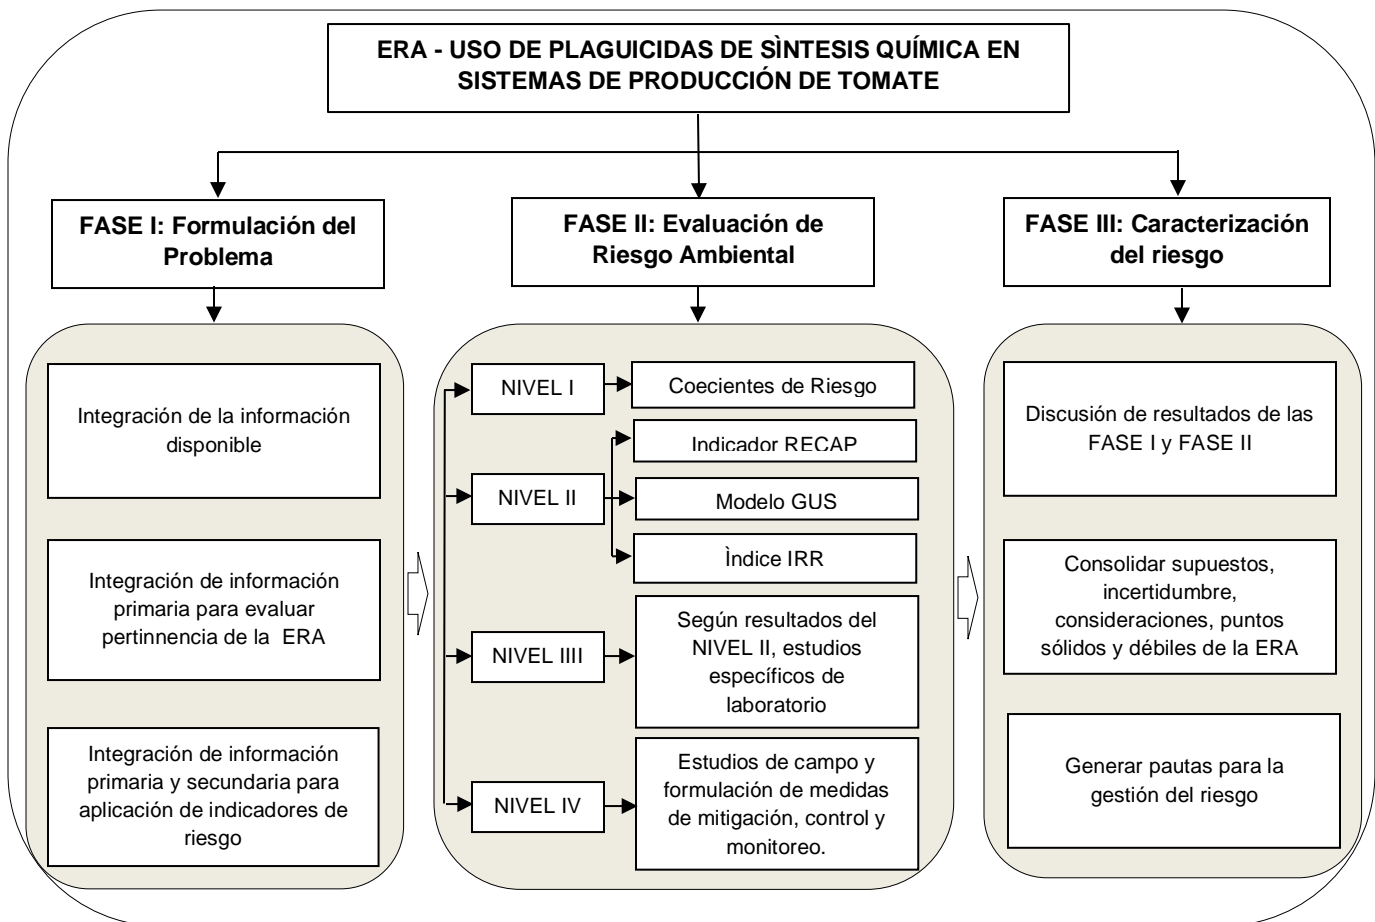 ERA - USO DE PLAGUICIDAS DE SÌNTESIS QUÍMICA EN
SISTEMAS DE PRODUCCIÓN DE TOMATE
FASE I: Formulación del
Problema
FASE II: Evaluación de
Riesgo Ambiental
FASE III: Caracterización
del riesgo
Integración de la información
disponible
Integración de información
primaria para evaluar
pertinnencia de la ERA
Integración de información
primaria y secundaria para
aplicación de indicadores de
riesgo
NIVEL I
Coecientes de Riesgo
NIVEL II
Indicador RECAP
Modelo GUS
Ìndice IRR
NIVEL IIII
Según resultados del
NIVEL II, estudios
específicos de
laboratorio
NIVEL IV
Estudios de campo y
formulación de medidas
de mitigación, control y
monitoreo.
Discusión de resultados de las
FASE I y FASE II
Consolidar supuestos,
incertidumbre,
consideraciones, puntos
sólidos y débiles de la ERA
Generar pautas para la
gestión del riesgo